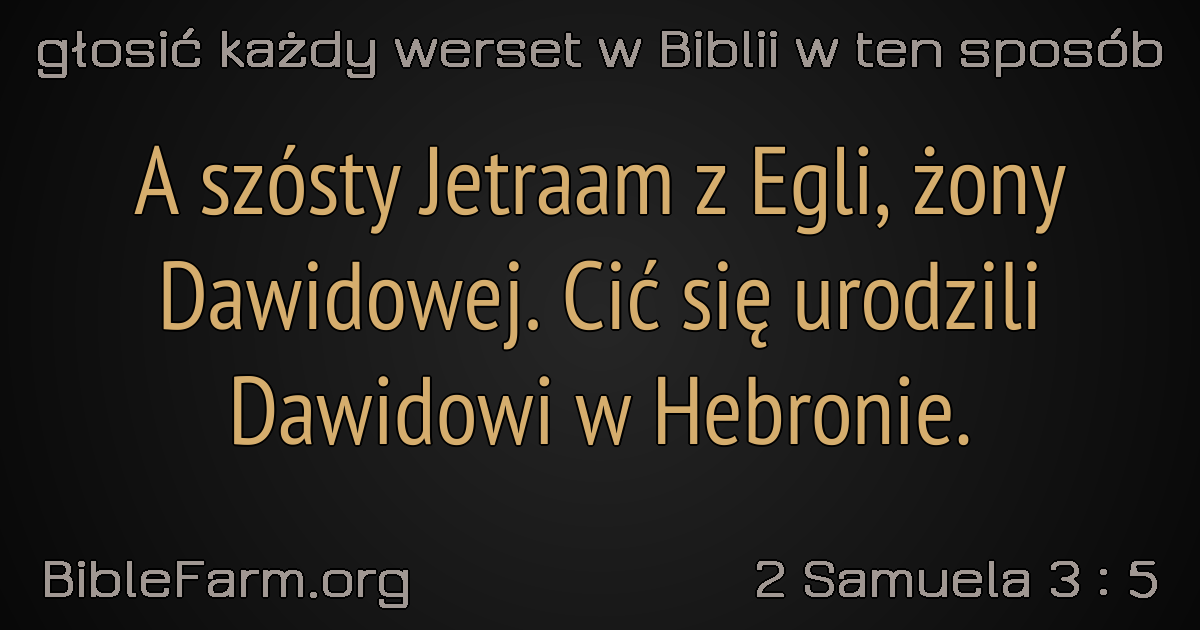 głosić każdy werset w Biblii w ten sposób
A szósty Jetraam z Egli, żony
Dawidowej. Cić się urodzili
Dawidowi w Hebronie.
BibleFarm.org
2 Samuela 3 : 5